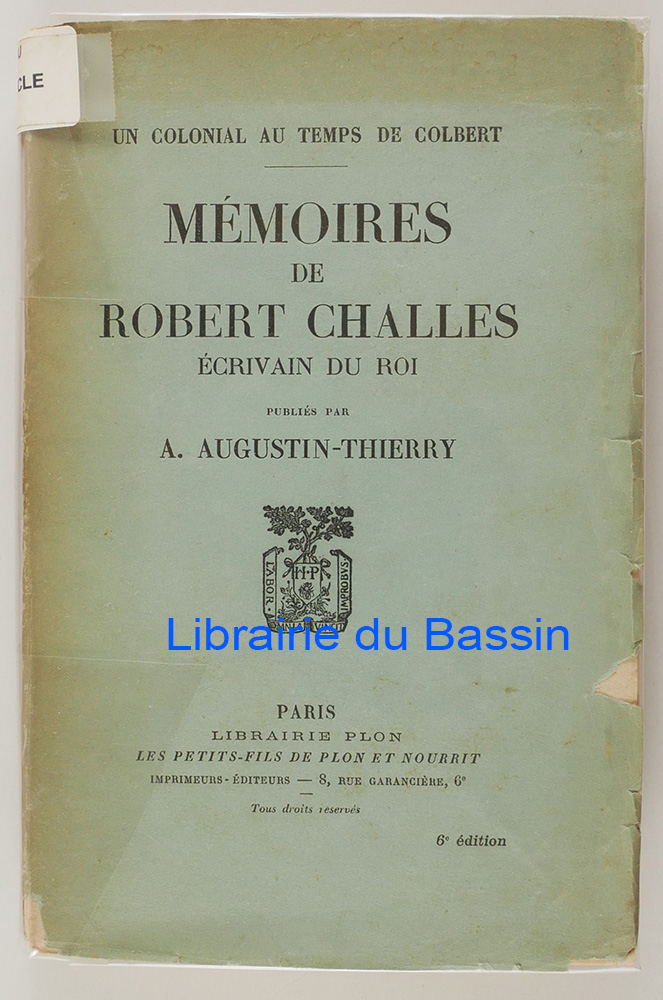 CLE
UN COLONIAL AU TEMPS DE COLBERT
MÉMOIRES
DE
ROBERT CHALLES
ÉCRIVAIN DU ROI
PUBLIÉS PAR
A. AUGUSTIN-THIERRY
LABOR
H P
IMPROBVS
Librairie du Bassin
PARIS
LIBRAIRIE PLON
LES PETITS-FILS DE PLON ET NOURRIT
IMPRIMEURS-ÉDITEURS — 8, RUE GARANCIÈRE, 6e
Tous droits réservés
6e édition